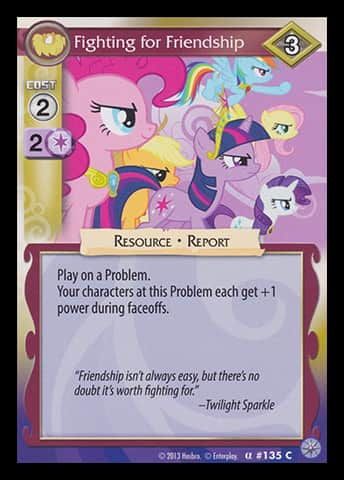 Fighting for Friendship
3
COST
2
2
RESOURCE • REPORT
Play on a Problem.
Your characters at this Problem each get +1
power during faceoffs.
“Friendship isn’t always easy, but there’s no
doubt it’s worth fighting for.”
–Twilight Sparkle
© 2013 Hasbro. © Enterplay. α #135 C